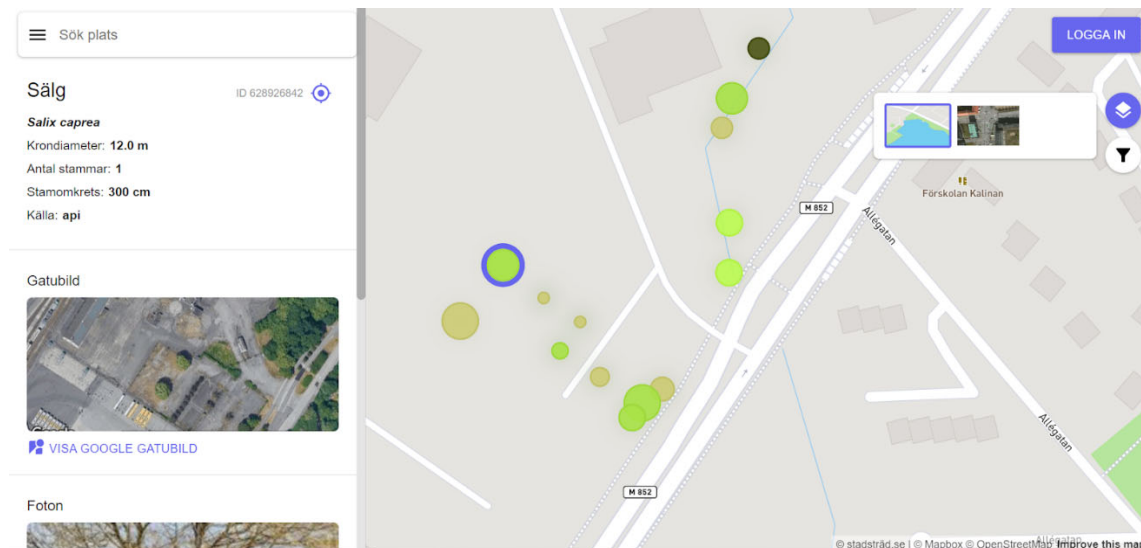 Sök plats
Sälg
ID 628926842
Salix caprea
Krondiameter: 12.0 m
Antal stammar: 1
Stamomkrets: 300 cm
Källa: api
Gatubild
VISA GOOGLE GATUBILD
Foton
LOGGA IN
Förskolan Kalinan
M 852
Allégatan
Allégatan
M 852
© stadsträd.se | © Mapbox © OpenStreetMap Improve this map